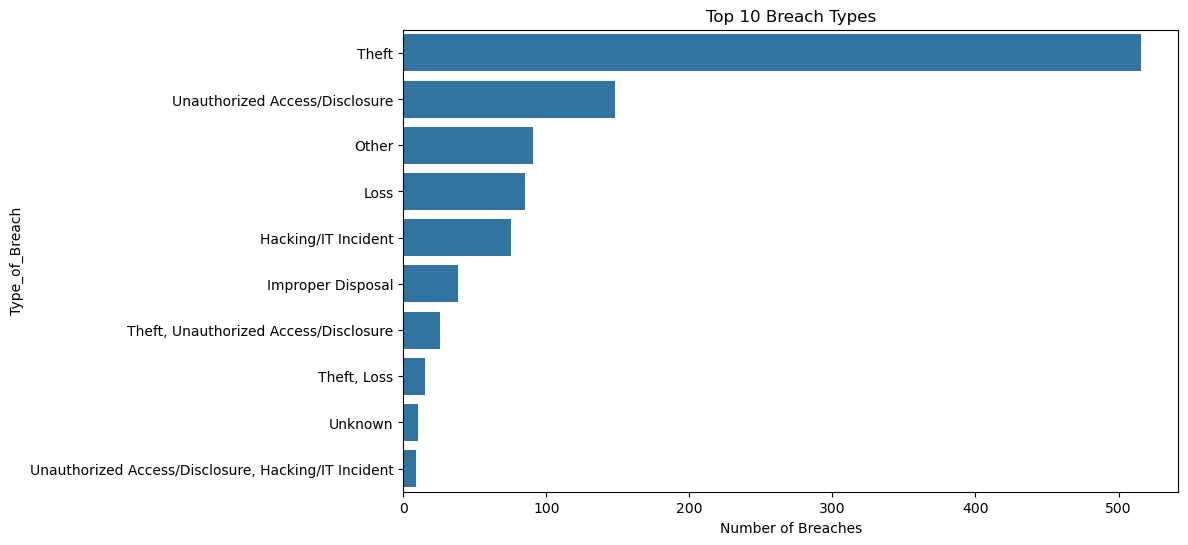 Top 10 Breach Types
Type_of_Breach
Theft
Unauthorized Access/Disclosure
Other
Loss
Hacking/IT Incident
Improper Disposal
Theft, Unauthorized Access/Disclosure
Theft, Loss
Unknown
Unauthorized Access/Disclosure, Hacking/IT Incident
0 100 200 300 400 500
Number of Breaches